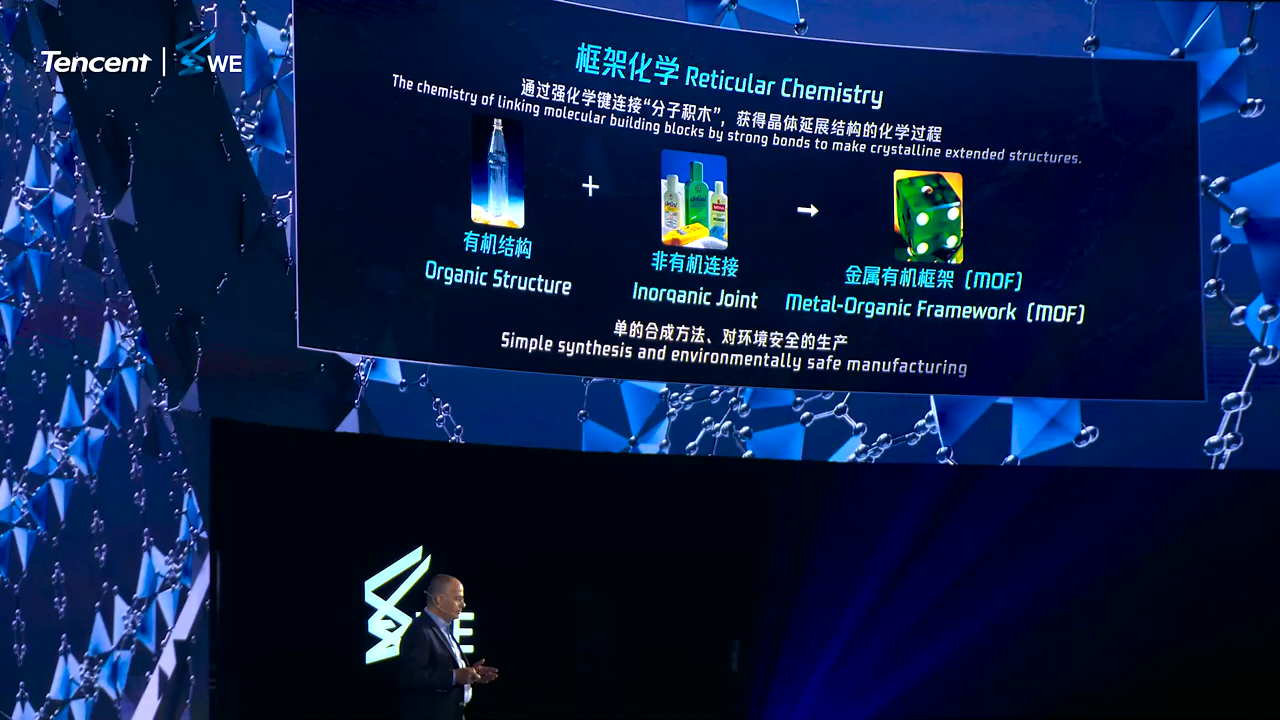 Tencent | WE
框架化学 Reticular Chemistry
通过强化学键连接“分子积木”，获得晶体延展结构的化学过程
The chemistry of linking molecular building blocks by strong bonds to make crystalline extended structures.
+
→
有机结构
Organic Structure
非有机连接
Inorganic Joint
金属有机框架（MOF）
Metal-Organic Framework (MOF)
单的合成方法、对环境安全的生产
Simple synthesis and environmentally safe manufacturing
E